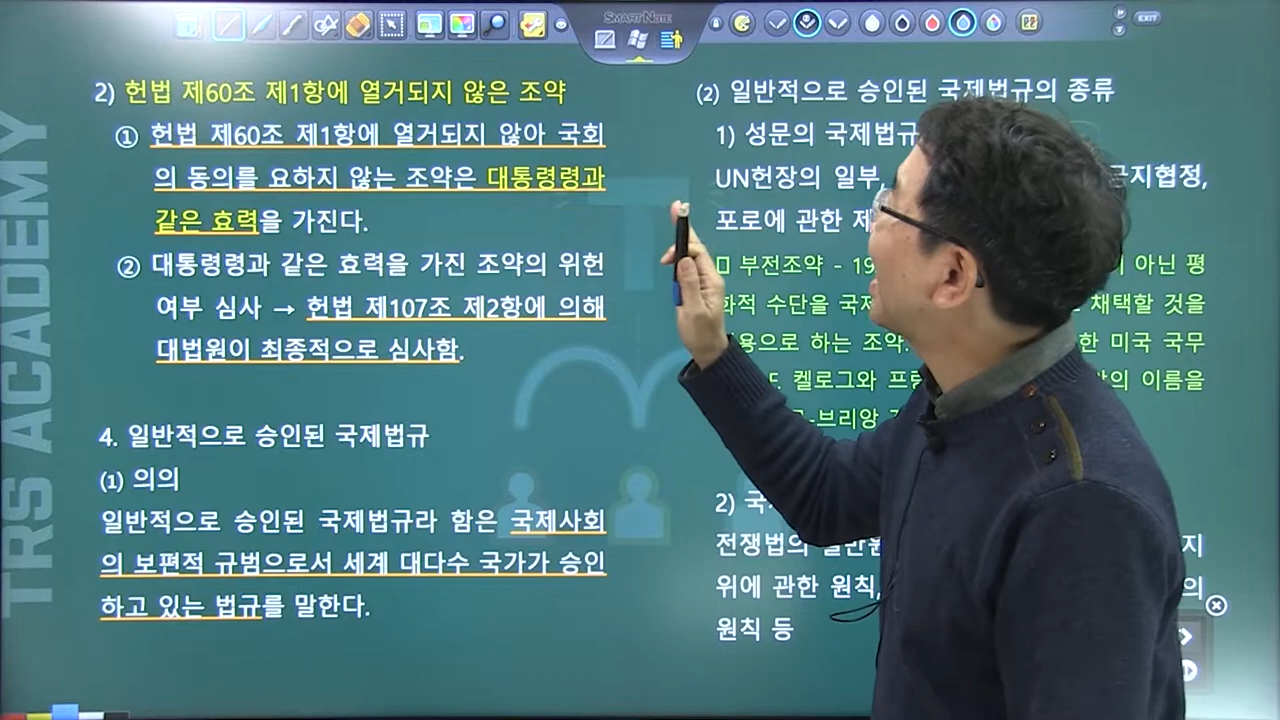 SMART NOTE
EXIT
TRS ACADEMY
2) 헌법 제60조 제1항에 열거되지 않은 조약
① 헌법 제60조 제1항에 열거되지 않아 국회
의 동의를 요하지 않는 조약은 대통령령과
같은 효력을 가진다.
② 대통령령과 같은 효력을 가진 조약의 위헌
여부 심사 → 헌법 제107조 제2항에 의해
대법원이 최종적으로 심사함.
4. 일반적으로 승인된 국제법규
(1) 의의
일반적으로 승인된 국제법규라 함은 국제사회
의 보편적 규범으로서 세계 대다수 국가가 승인
하고 있는 법규를 말한다.
(2) 일반적으로 승인된 국제법규의 종류
1) 성문의 국제법규
UN헌장의 일부, 금지협정,
포로에 관한 제
부전조약 - 19 이 아닌 평
화적 수단을 국제 채택할 것을
용으로 하는 조약. 한 미국 국무
켈로그와 프랑 의 이름을
-브리앙
2) 국
전쟁법의 일반원 지
위에 관한 원칙, 의
원칙 등